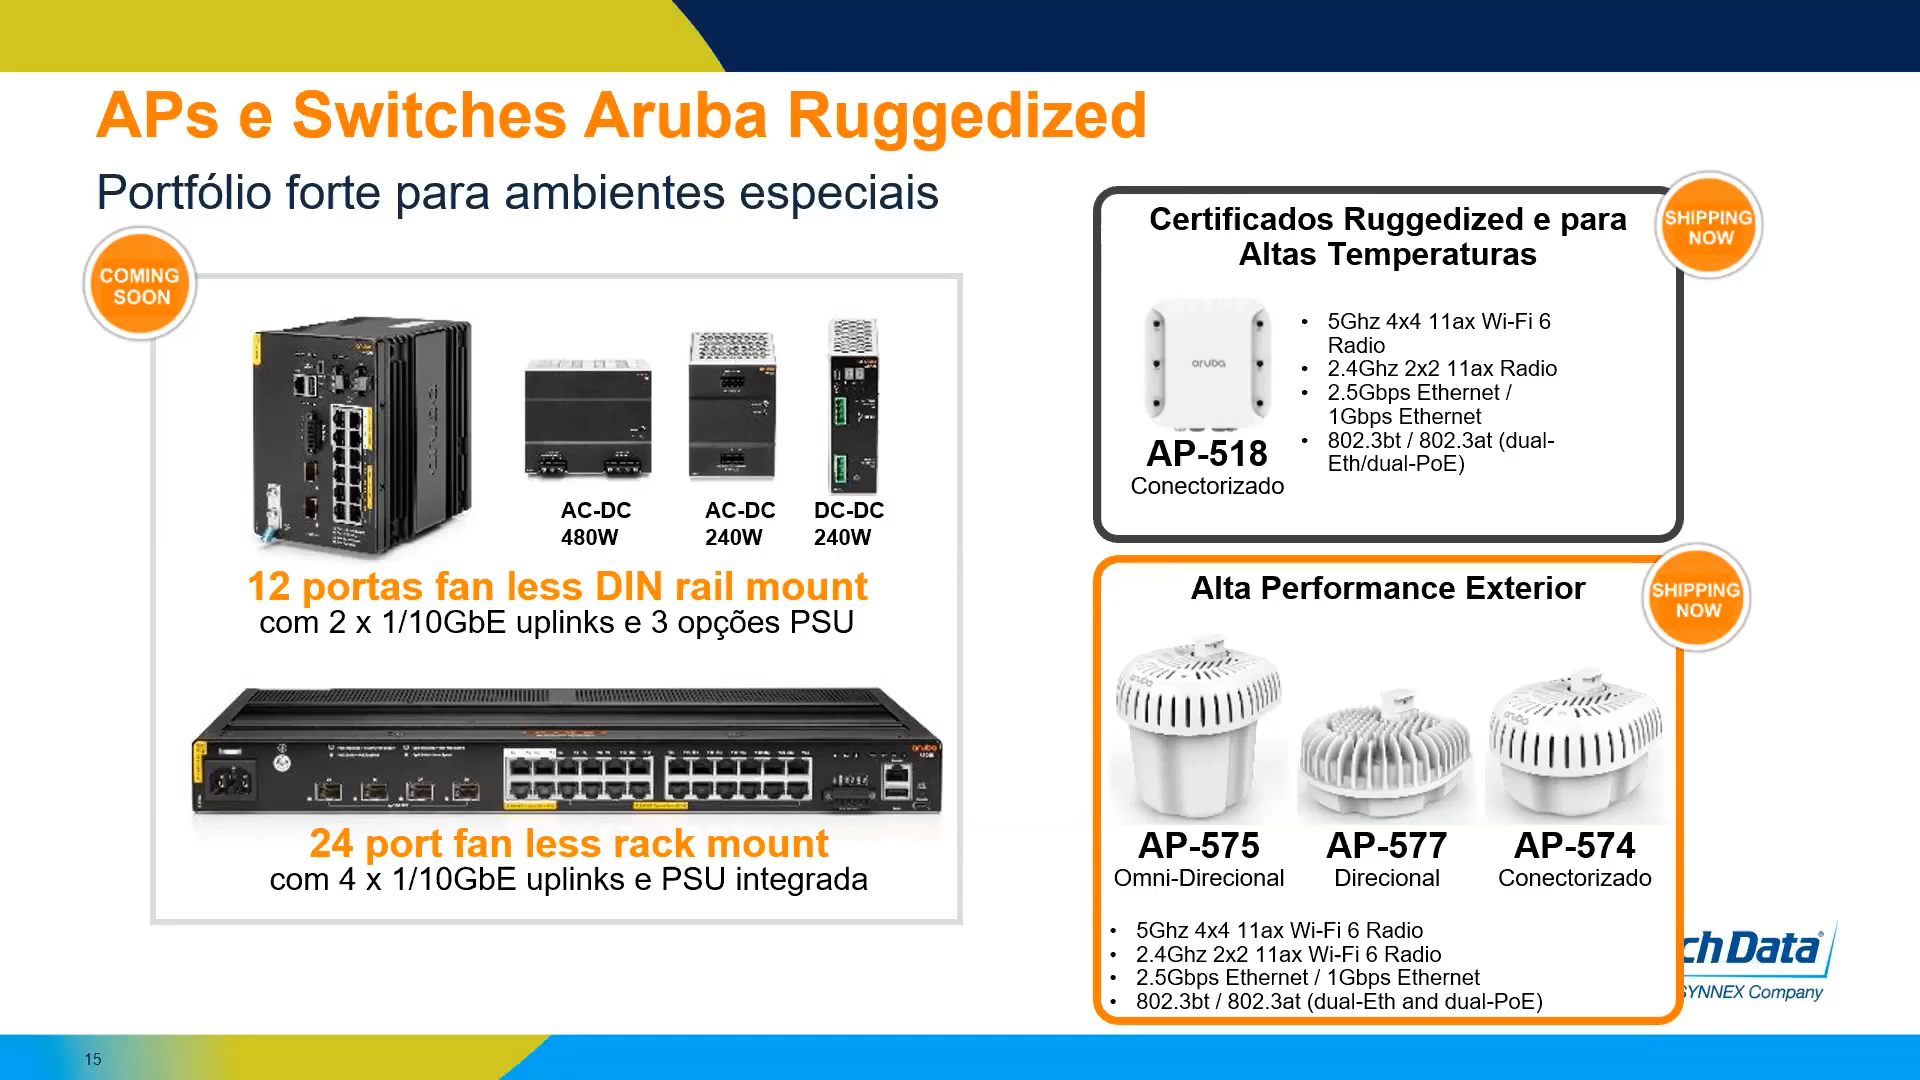 APs e Switches Aruba Ruggedized
Portfólio forte para ambientes especiais
COMING
SOON
AC-DC
480W
AC-DC
240W
DC-DC
240W
12 portas fan less DIN rail mount
com 2 x 1/10GbE uplinks e 3 opções PSU
aruba
24 port fan less rack mount
com 4 x 1/10GbE uplinks e PSU integrada
Certificados Ruggedized e para
Altas Temperaturas
SHIPPING
NOW
aruba
AP-518
Conectorizado
• 5Ghz 4x4 11ax Wi-Fi 6
Radio
• 2.4Ghz 2x2 11ax Radio
• 2.5Gbps Ethernet /
1Gbps Ethernet
• 802.3bt / 802.3at (dual-
Eth/dual-PoE)
Alta Performance Exterior
SHIPPING
NOW
aruba
aruba
AP-575
Omni-Direcional
AP-577
Direcional
AP-574
Conectorizado
• 5Ghz 4x4 11ax Wi-Fi 6 Radio
• 2.4Ghz 2x2 11ax Wi-Fi 6 Radio
• 2.5Gbps Ethernet / 1Gbps Ethernet
• 802.3bt / 802.3at (dual-Eth and dual-PoE)
ch Data®
SYNNEX Company
15